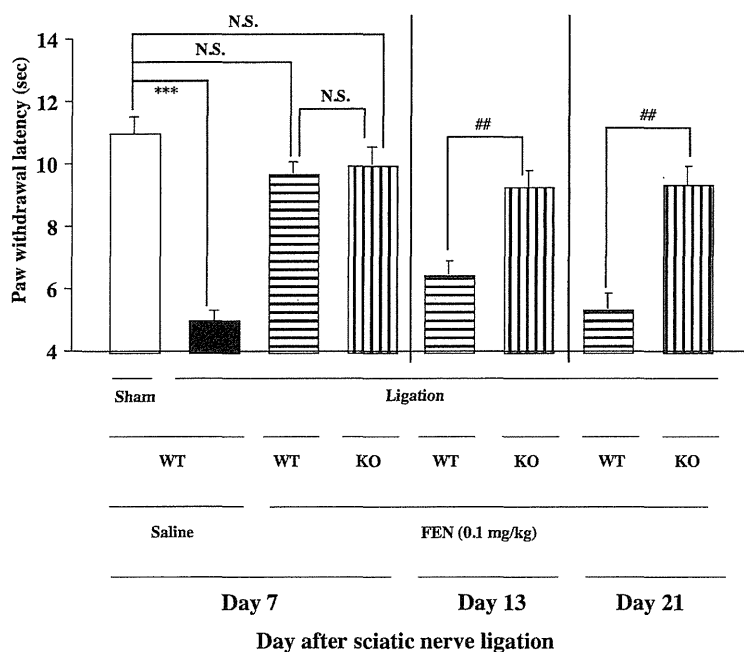 N.S.
N.S.
***
N.S.
##
##
Paw withdrawal latency (sec)
14
12
10
8
6
4
Sham Ligation
WT WT KO WT KO WT KO
Saline FEN (0.1 mg/kg)
Day 7 Day 13 Day 21
Day after sciatic nerve ligation